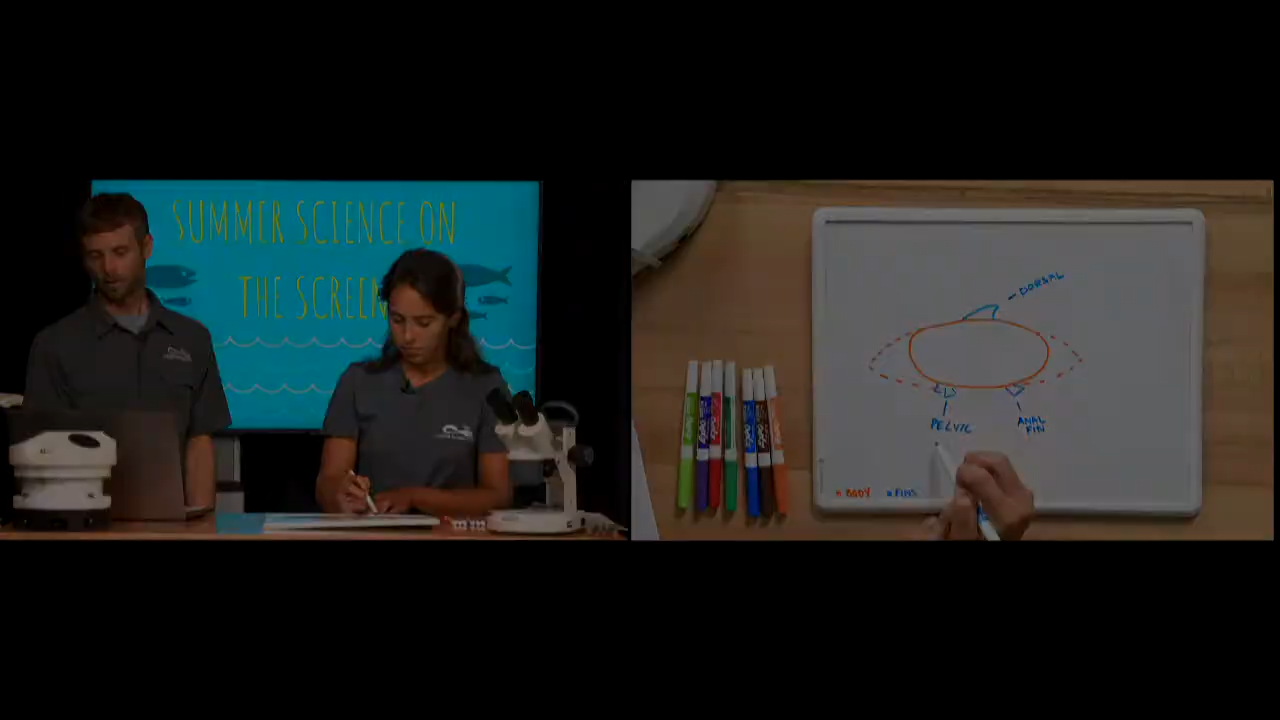 SUMMER SCIENCE ON
THE SCREEN
DORSAL
PELVIC
ANAL
FIN
BODY
FINS